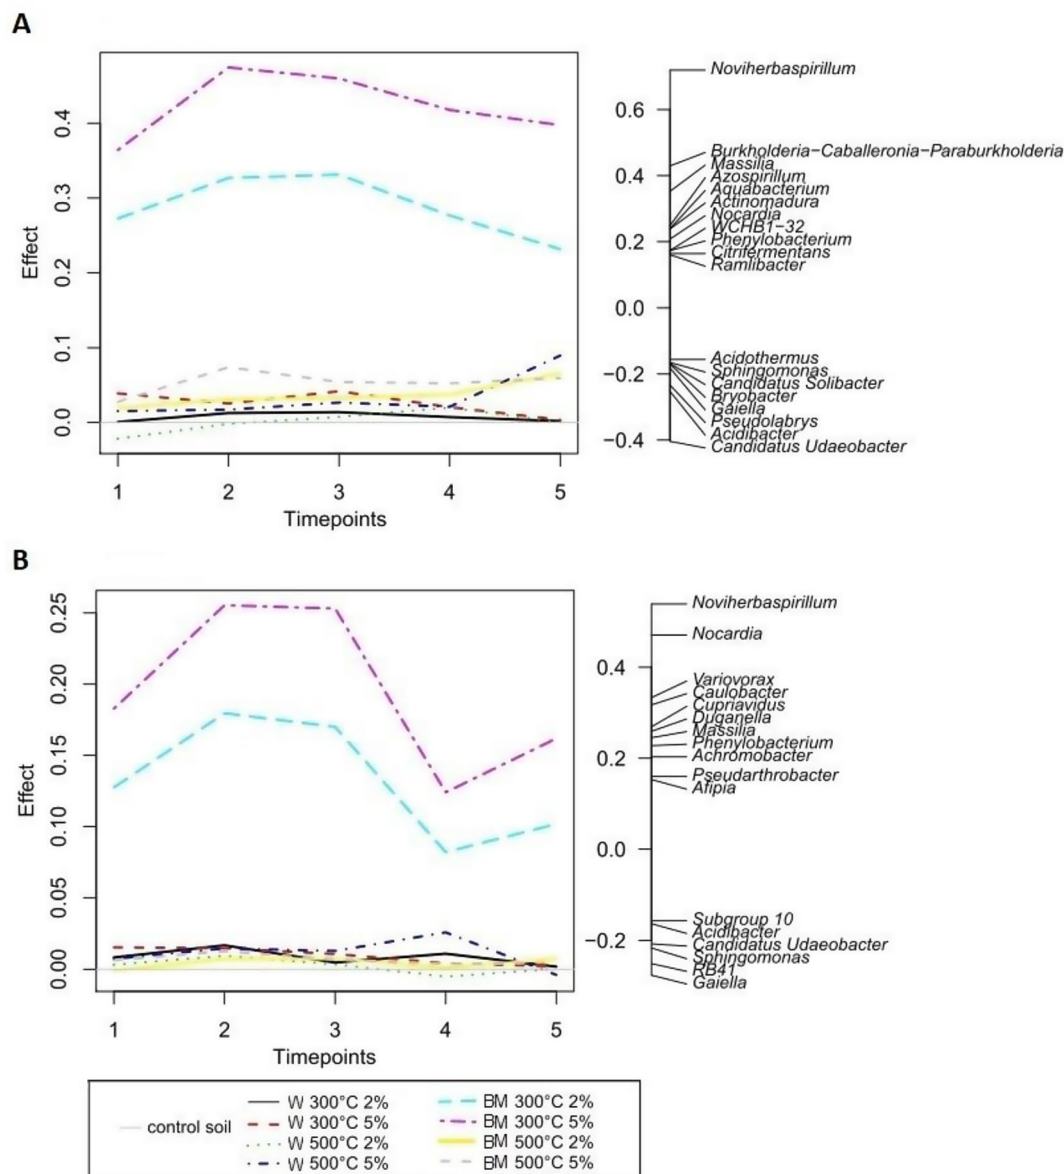 A
0.4
0.3
0.2
0.1
0.0
Effect
1 2 3 4 5
Timepoints
0.6
0.4
0.2
0.0
−0.2
−0.4
Noviherbaspirillum
Burkholderia−Caballeronia−Paraburkholderia
Massilia
Azospirillum
Aquabacterium
Actinomadura
Nocardia
WCHB1−32
Phenylobacterium
Citrifermentans
Ramlibacter
Acidothermus
Sphingomonas
Candidatus Solibacter
Bryobacter
Gaiella
Pseudolabrys
Acidibacter
Candidatus Udaeobacter
B
0.25
0.20
0.15
0.10
0.05
0.00
Effect
1 2 3 4 5
Timepoints
0.4
0.2
0.0
−0.2
Noviherbaspirillum
Nocardia
Variovorax
Caulobacter
Cupriavidus
Duganella
Massilia
Phenylobacterium
Achromobacter
Pseudarthrobacter
Afipia
Subgroup 10
Acidibacter
Candidatus Udaeobacter
Sphingomonas
RB41
Gaiella
control soil
W 300°C 2%
W 300°C 5%
W 500°C 2%
W 500°C 5%
BM 300°C 2%
BM 300°C 5%
BM 500°C 2%
BM 500°C 5%